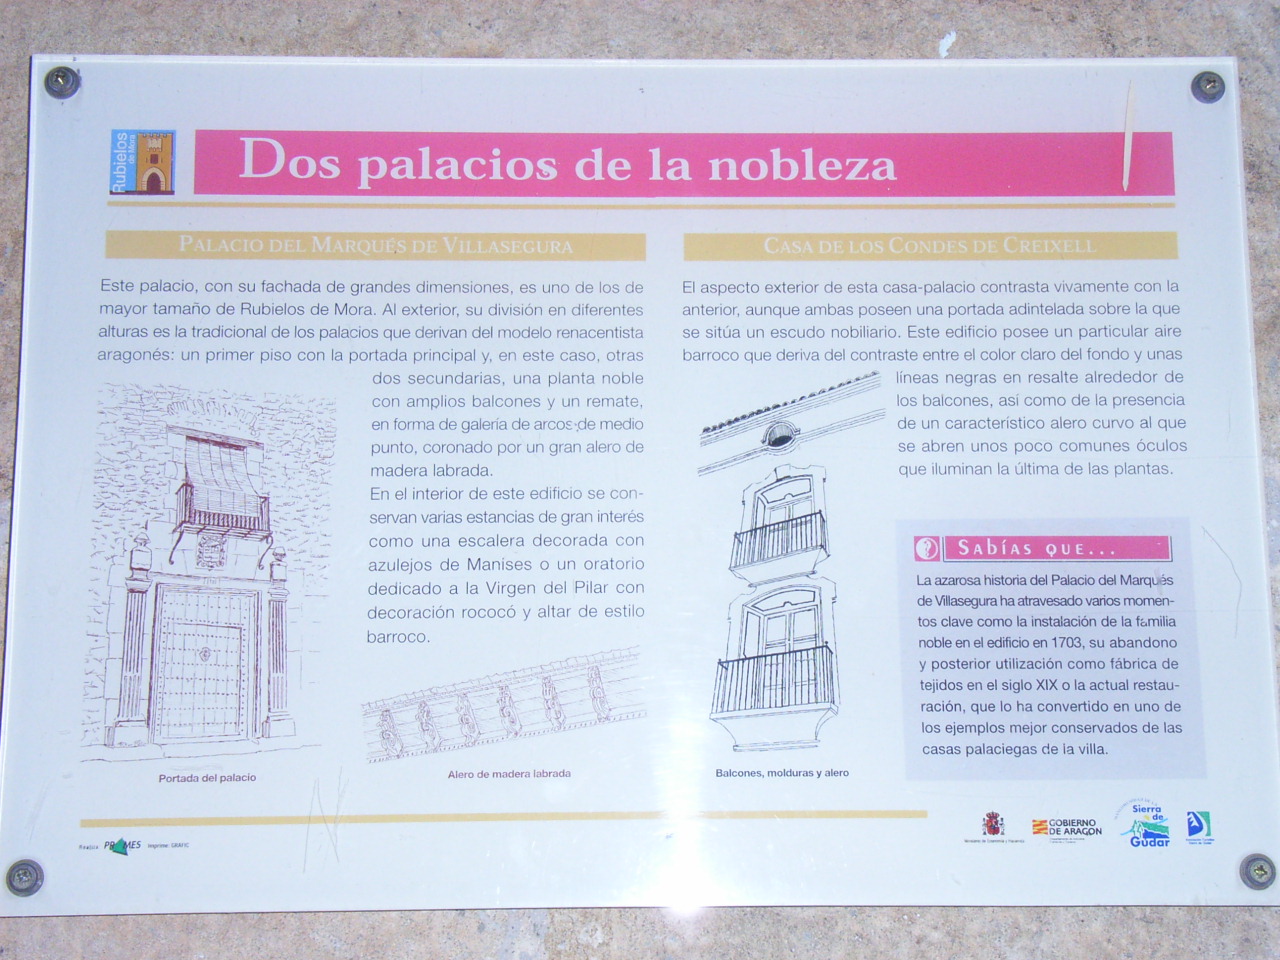 Rubielos
de Mora
Dos palacios de la nobleza
PALACIO DEL MARQUÉS DE VILLASEGURA
Este palacio, con su fachada de grandes dimensiones, es uno de los de
mayor tamaño de Rubielos de Mora. Al exterior, su división en diferentes
alturas es la tradicional de los palacios que derivan del modelo renacentista
aragonés: un primer piso con la portada principal y, en este caso, otras
dos secundarias, una planta noble
con amplios balcones y un remate,
en forma de galería de arcos de medio
punto, coronado por un gran alero de
madera labrada.
En el interior de este edificio se con-
servan varias estancias de gran interés
como una escalera decorada con
azulejos de Manises o un oratorio
dedicado a la Virgen del Pilar con
decoración rococó y altar de estilo
barroco.
Portada del palacio
Alero de madera labrada
CASA DE LOS CONDES DE CREIXELL
El aspecto exterior de esta casa-palacio contrasta vivamente con la
anterior, aunque ambas poseen una portada adintelada sobre la que
se sitúa un escudo nobiliario. Este edificio posee un particular aire
barroco que deriva del contraste entre el color claro del fondo y unas
líneas negras en resalte alrededor de
los balcones, así como de la presencia
de un característico alero curvo al que
se abren unos poco comunes óculos
que iluminan la última de las plantas.
Balcones, molduras y alero
SABÍAS QUE...
La azarosa historia del Palacio del Marqués
de Villasegura ha atravesado varios momen-
tos clave como la instalación de la familia
noble en el edificio en 1703, su abandono
y posterior utilización como fábrica de
tejidos en el siglo XIX o la actual restau-
ración, que lo ha convertido en uno de
los ejemplos mejor conservados de las
casas palaciegas de la villa.
Realiza PRAMES Imprime: GRAFIC
GOBIERNO
DE ARAGON
Sierra
de
Gúdar